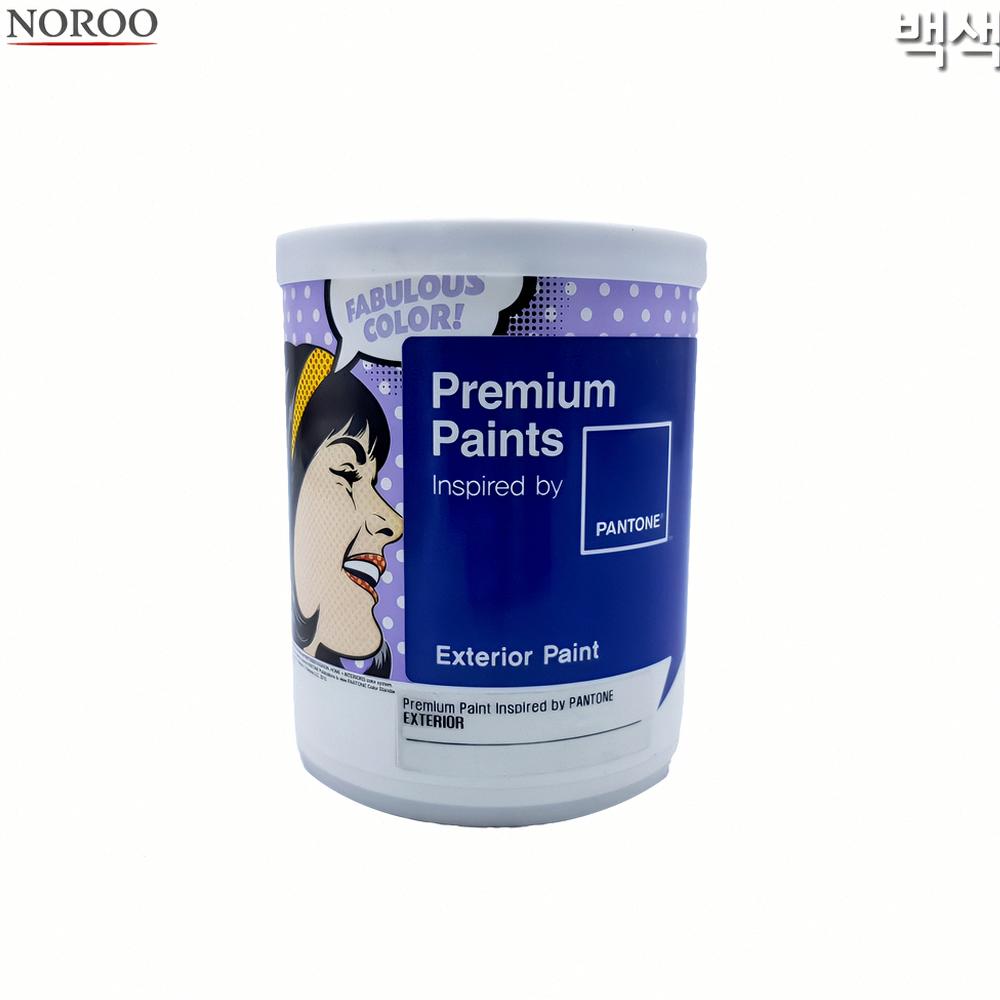 NOROO
백색
FABULOUS
COLOR!
Premium
Paints
Inspired by
PANTONE®
Exterior Paint
Premium Paint Inspired by PANTONE
EXTERIOR